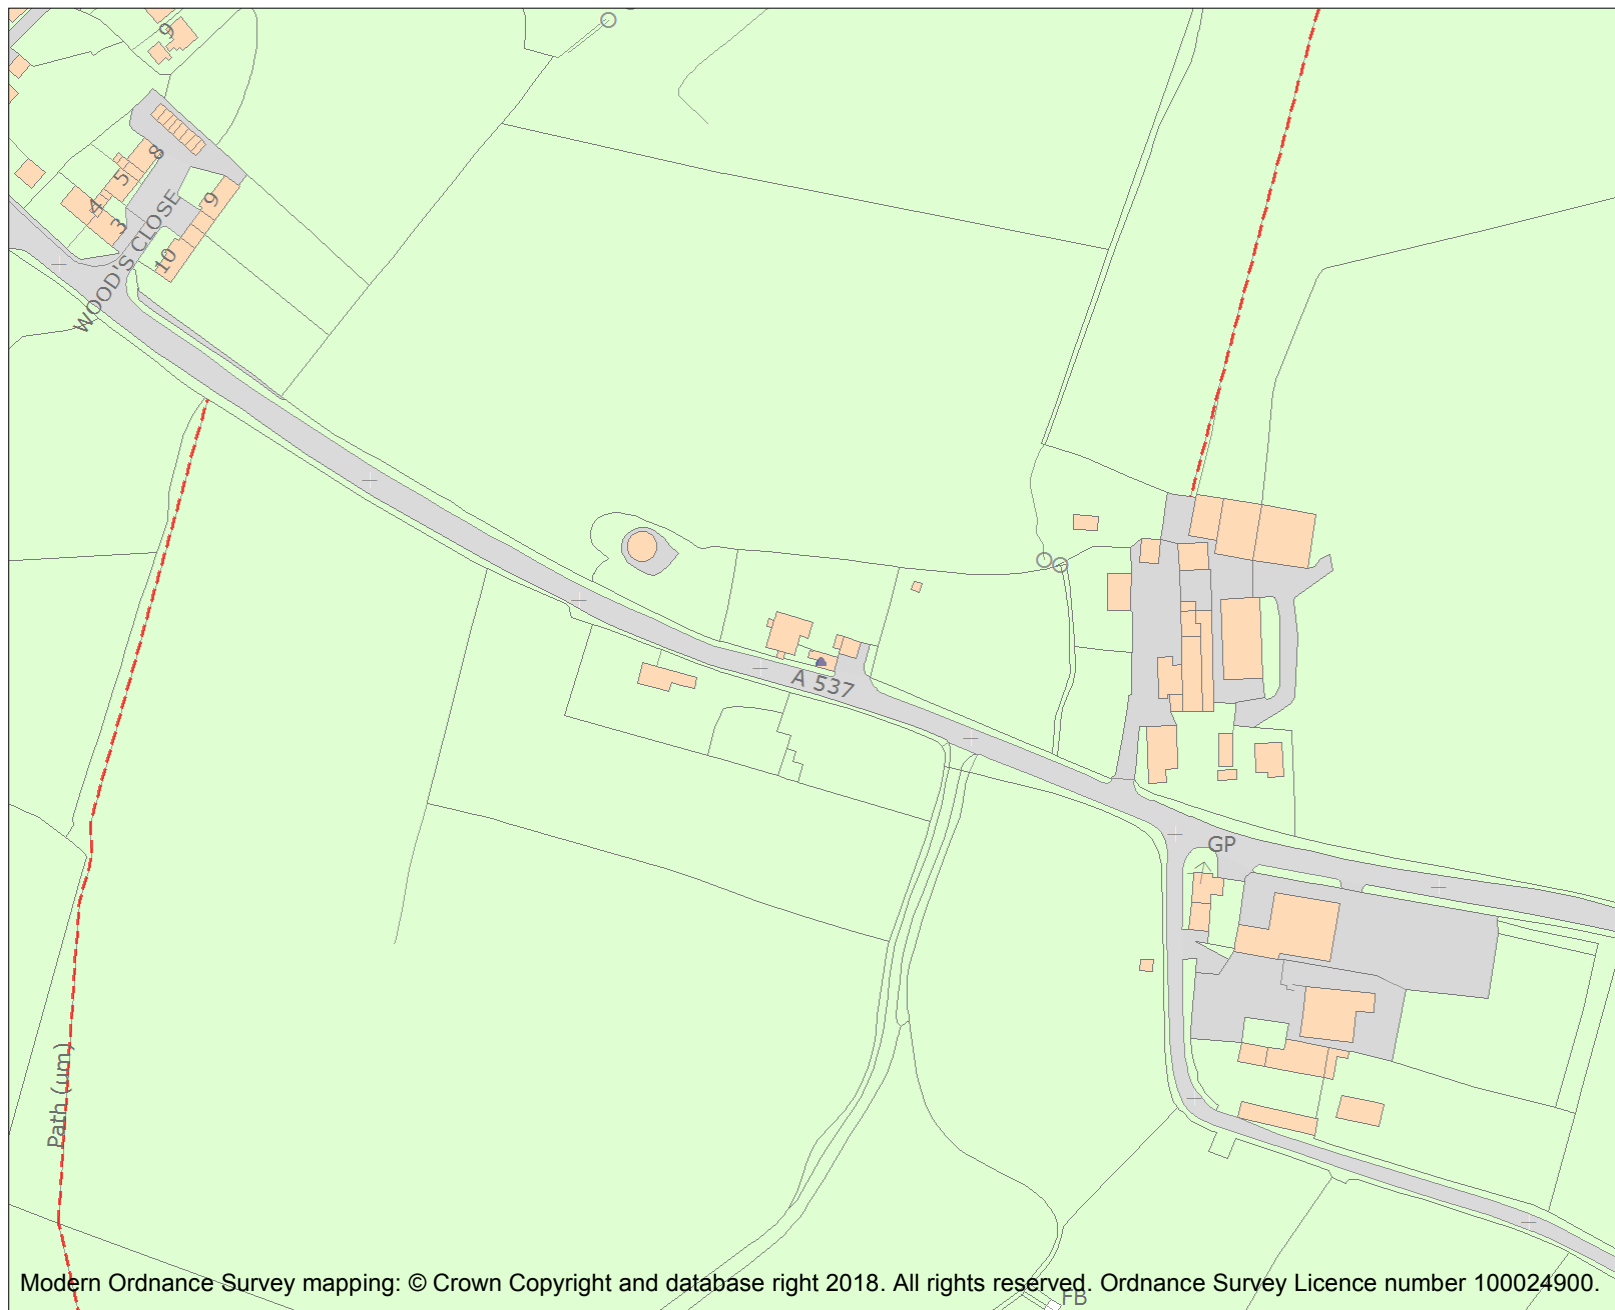 9
8
5
4
3
9
10
WOOD'S CLOSE
A 537
GP
Path (um)
Modern Ordnance Survey mapping: © Crown Copyright and database right 2018. All rights reserved. Ordnance Survey Licence number 100024900.
FB